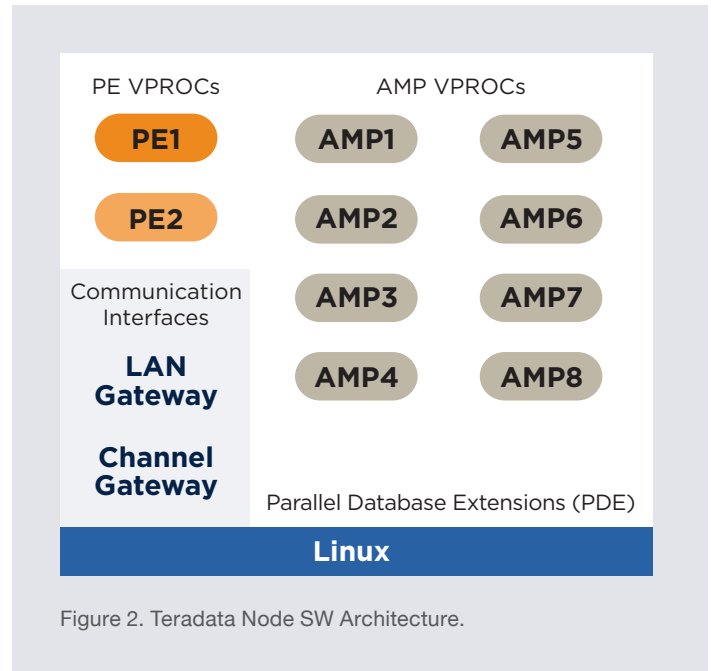 PE VPROCs
PE1
PE2
Communication
Interfaces
LAN
Gateway
Channel
Gateway
AMP VPROCs
AMP1
AMP5
AMP2
AMP6
AMP3
AMP7
AMP4
AMP8
Parallel Database Extensions (PDE)
Linux
Figure 2. Teradata Node SW Architecture.